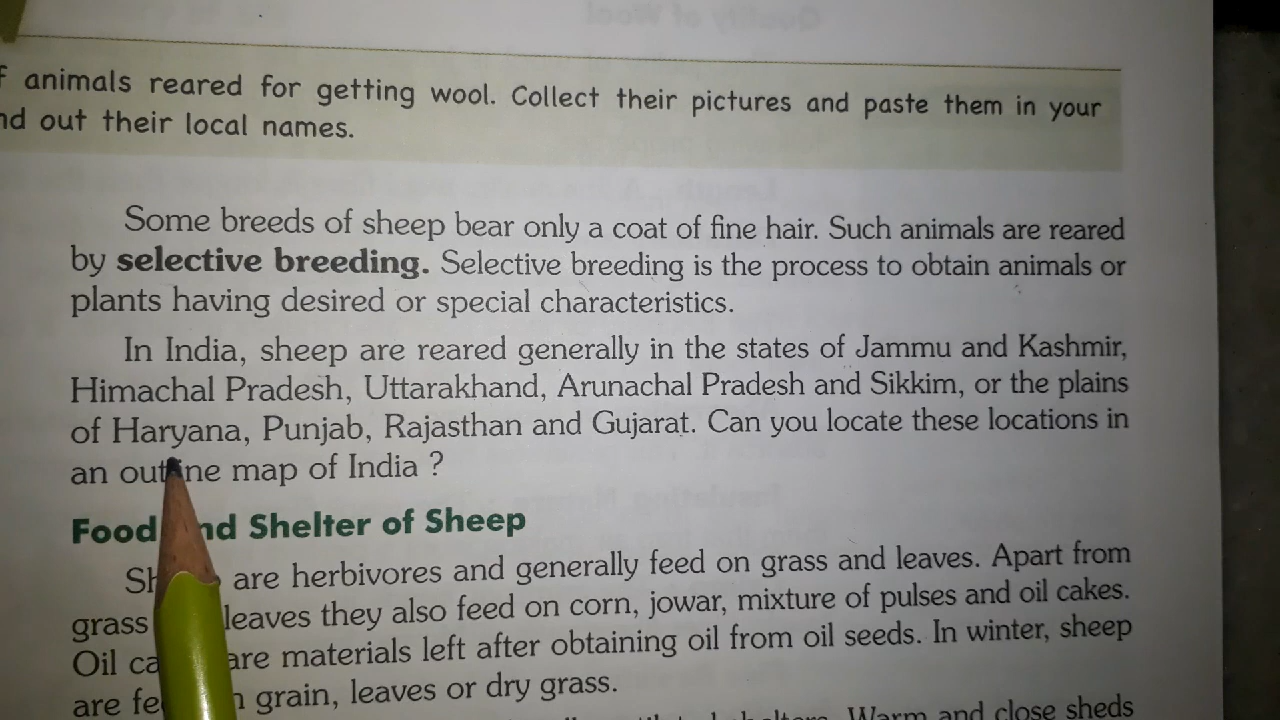 animals reared for getting wool. Collect their pictures and paste them in your
out their local names.
Some breeds of sheep bear only a coat of fine hair. Such animals are reared
by selective breeding. Selective breeding is the process to obtain animals or
plants having desired or special characteristics.
In India, sheep are reared generally in the states of Jammu and Kashmir,
Himachal Pradesh, Uttarakhand, Arunachal Pradesh and Sikkim, or the plains
of Haryana, Punjab, Rajasthan and Gujarat. Can you locate these locations in
an outline map of India ?
Food and Shelter of Sheep
are herbivores and generally feed on grass and leaves. Apart from
grass leaves they also feed on corn, jowar, mixture of pulses and oil cakes.
Oil are materials left after obtaining oil from oil seeds. In winter, sheep
are grain, leaves or dry grass.
Warm and close sheds